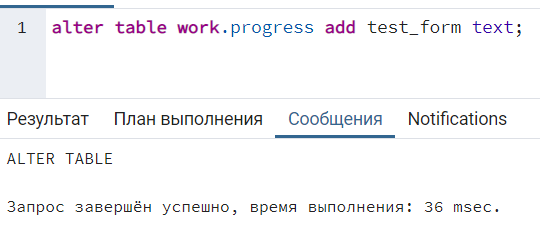 1 alter table work.progress add test_form text;
Результат План выполнения Сообщения Notifications
ALTER TABLE
Запрос завершён успешно, время выполнения: 36 msec.